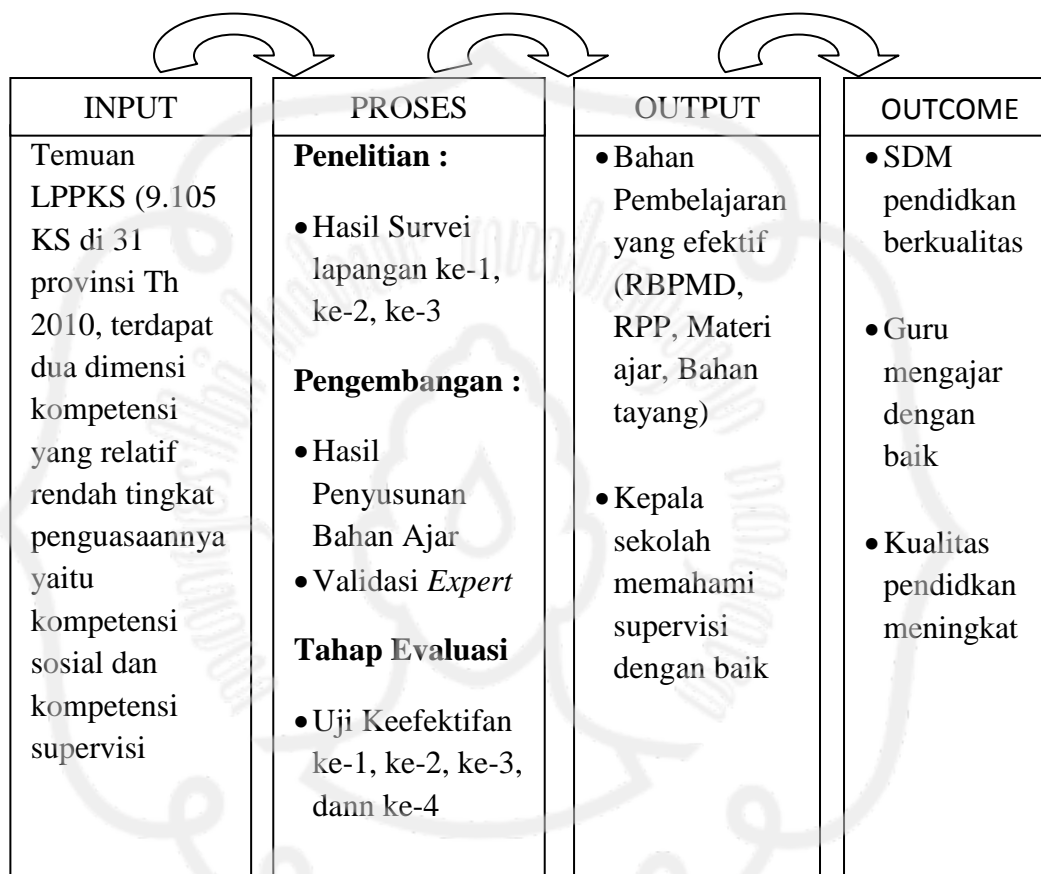 INPUT
Temuan
LPPKS (9.105
KS di 31
provinsi Th
2010, terdapat
dua dimensi
kompetensi
yang relatif
rendah tingkat
penguasaannya
yaitu
kompetensi
sosial dan
kompetensi
supervisi
PROSES
Penelitian :
• Hasil Survei
lapangan ke-1,
ke-2, ke-3
Pengembangan :
• Hasil
Penyusunan
Bahan Ajar
• Validasi Expert
Tahap Evaluasi
• Uji Keefektifan
ke-1, ke-2, ke-3,
dann ke-4
OUTPUT
• Bahan
Pembelajaran
yang efektif
(RBPMD,
RPP, Materi
ajar, Bahan
tayang)
• Kepala
sekolah
memahami
supervisi
dengan baik
OUTCOME
• SDM
pendidkan
berkualitas
• Guru
mengajar
dengan
baik
• Kualitas
pendidkan
meningkat